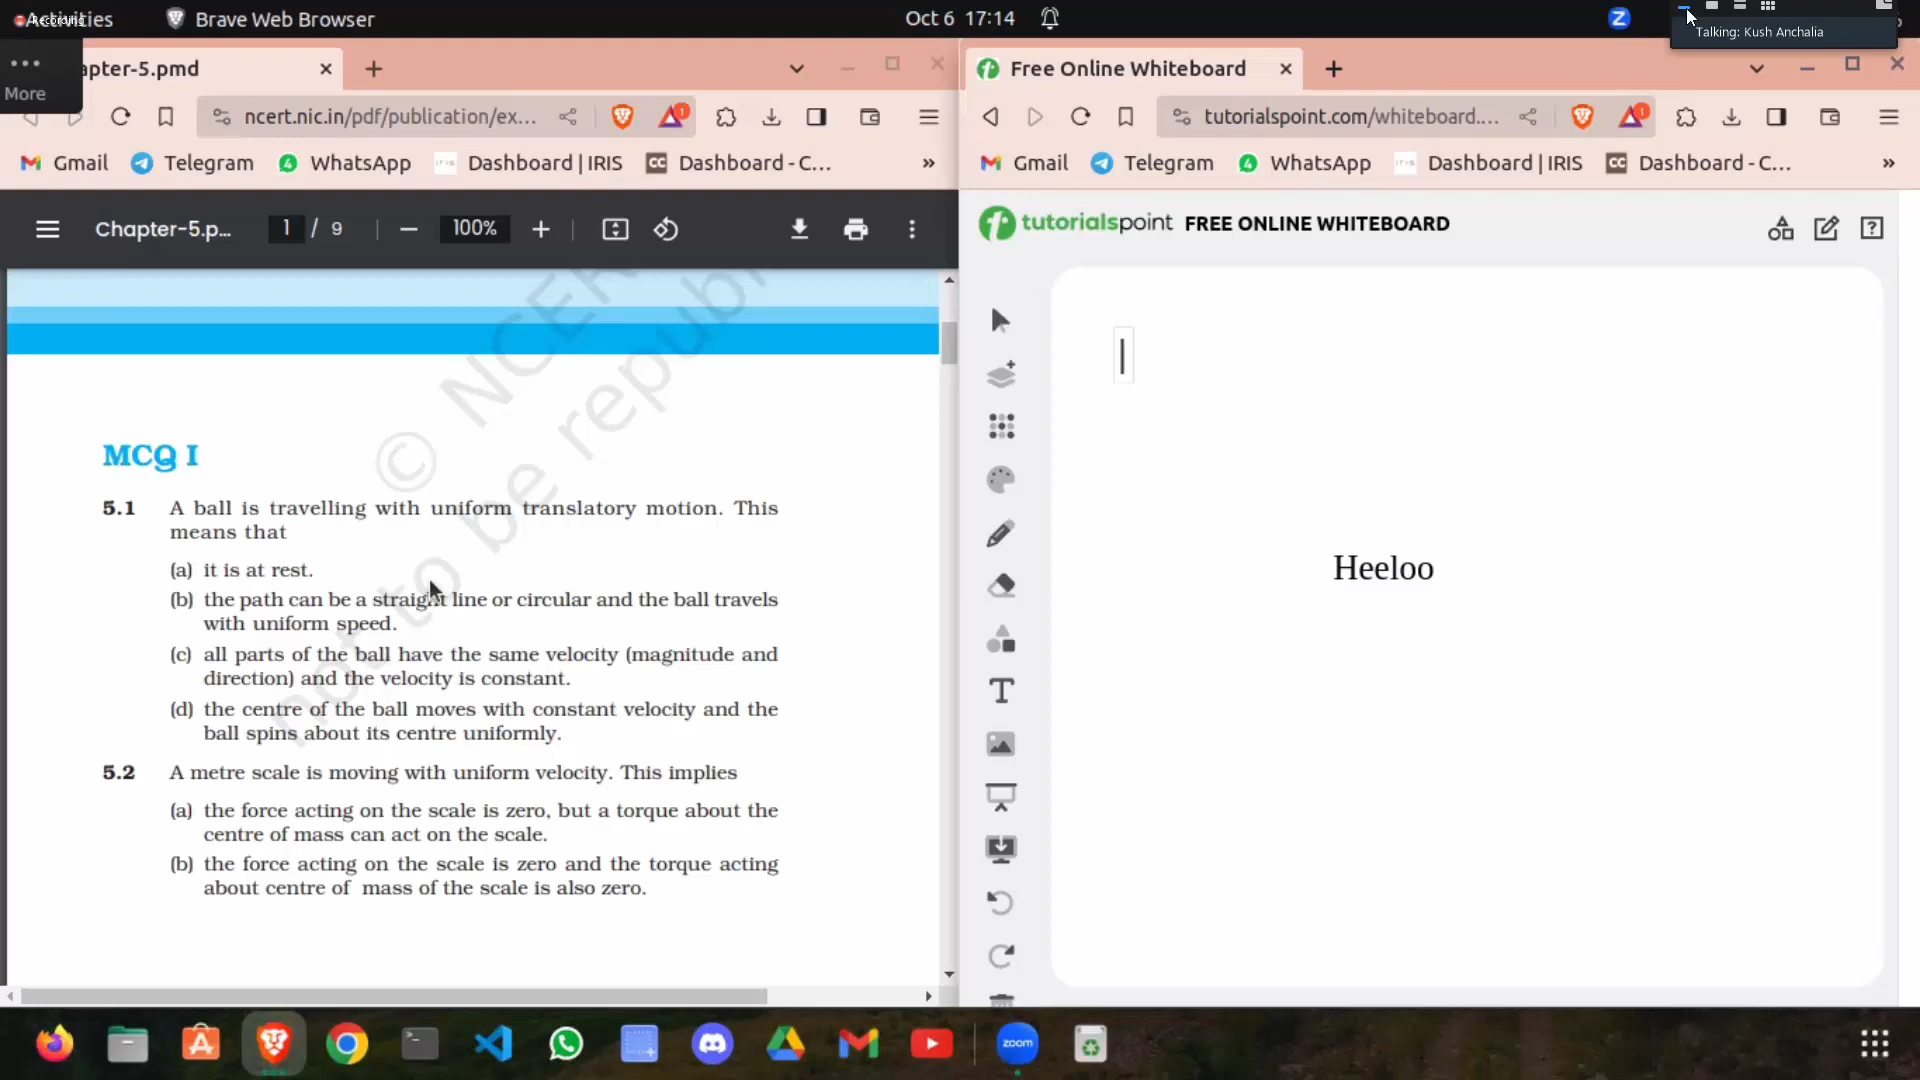 Activities
Recording
Brave Web Browser
Oct 6 17:14
Talking: Kush Anchalia
More
apter-5.pmd
ncert.nic.in/pdf/publication/ex...
Gmail
Telegram
WhatsApp
Dashboard | IRIS
Dashboard - C...
»
Chapter-5.p...
1 / 9
100%
© NCER
not to be republi
MCQ I
5.1 A ball is travelling with uniform translatory motion. This
means that
(a) it is at rest.
(b) the path can be a straight line or circular and the ball travels
with uniform speed.
(c) all parts of the ball have the same velocity (magnitude and
direction) and the velocity is constant.
(d) the centre of the ball moves with constant velocity and the
ball spins about its centre uniformly.
5.2 A metre scale is moving with uniform velocity. This implies
(a) the force acting on the scale is zero, but a torque about the
centre of mass can act on the scale.
(b) the force acting on the scale is zero and the torque acting
about centre of mass of the scale is also zero.
Free Online Whiteboard
tutorialspoint.com/whiteboard....
Gmail
Telegram
WhatsApp
Dashboard | IRIS
Dashboard - C...
»
tutorialspoint FREE ONLINE WHITEBOARD
Heeloo
zoom